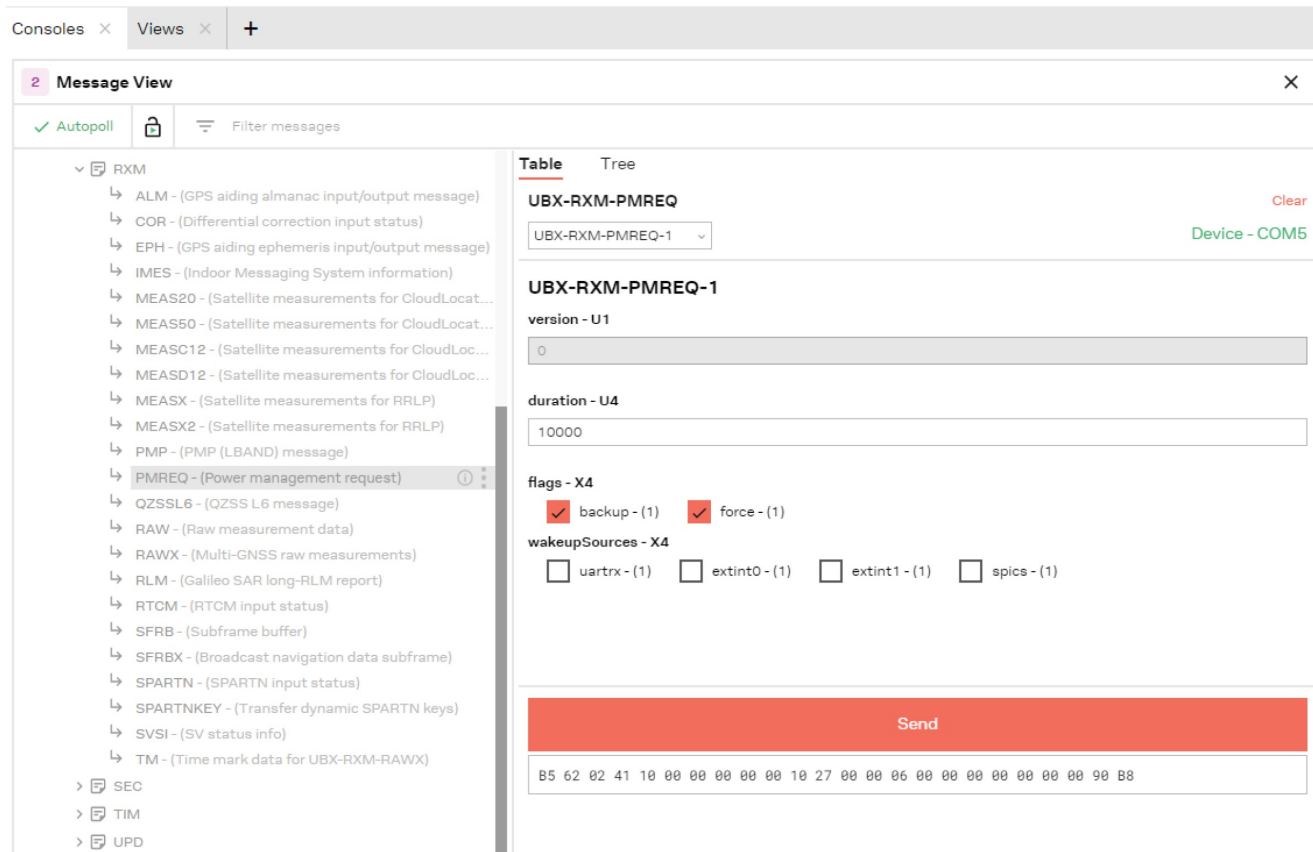 Consoles
Views
2 Message View
Autopoll
Filter messages
RXM
ALM - (GPS aiding almanac input/output message)
COR - (Differential correction input status)
EPH - (GPS aiding ephemeris input/output message)
IMES - (Indoor Messaging System information)
MEAS20 - (Satellite measurements for CloudLocat...
MEAS50 - (Satellite measurements for CloudLocat...
MEASC12 - (Satellite measurements for CloudLoc...
MEASD12 - (Satellite measurements for CloudLoc...
MEASX - (Satellite measurements for RRLP)
MEASX2 - (Satellite measurements for RRLP)
PMP - (PMP (LBAND) message)
PMREQ - (Power management request)
QZSSL6 - (QZSS L6 message)
RAW - (Raw measurement data)
RAWX - (Multi-GNSS raw measurements)
RLM - (Galileo SAR long-RLM report)
RTCM - (RTCM input status)
SFRB - (Subframe buffer)
SFRBX - (Broadcast navigation data subframe)
SPARTN - (SPARTN input status)
SPARTNKEY - (Transfer dynamic SPARTN keys)
SVSI - (SV status info)
TM - (Time mark data for UBX-RXM-RAWX)
SEC
TIM
UPD
Table Tree
UBX-RXM-PMREQ
Clear
UBX-RXM-PMREQ-1
Device - COM5
UBX-RXM-PMREQ-1
version - U1
0
duration - U4
10000
flags - X4
backup - (1) force - (1)
wakeupSources - X4
uartrx - (1) extint0 - (1) extint1 - (1) spics - (1)
Send
B5 62 02 41 10 00 00 00 00 00 10 27 00 00 06 00 00 00 00 00 00 00 90 B8